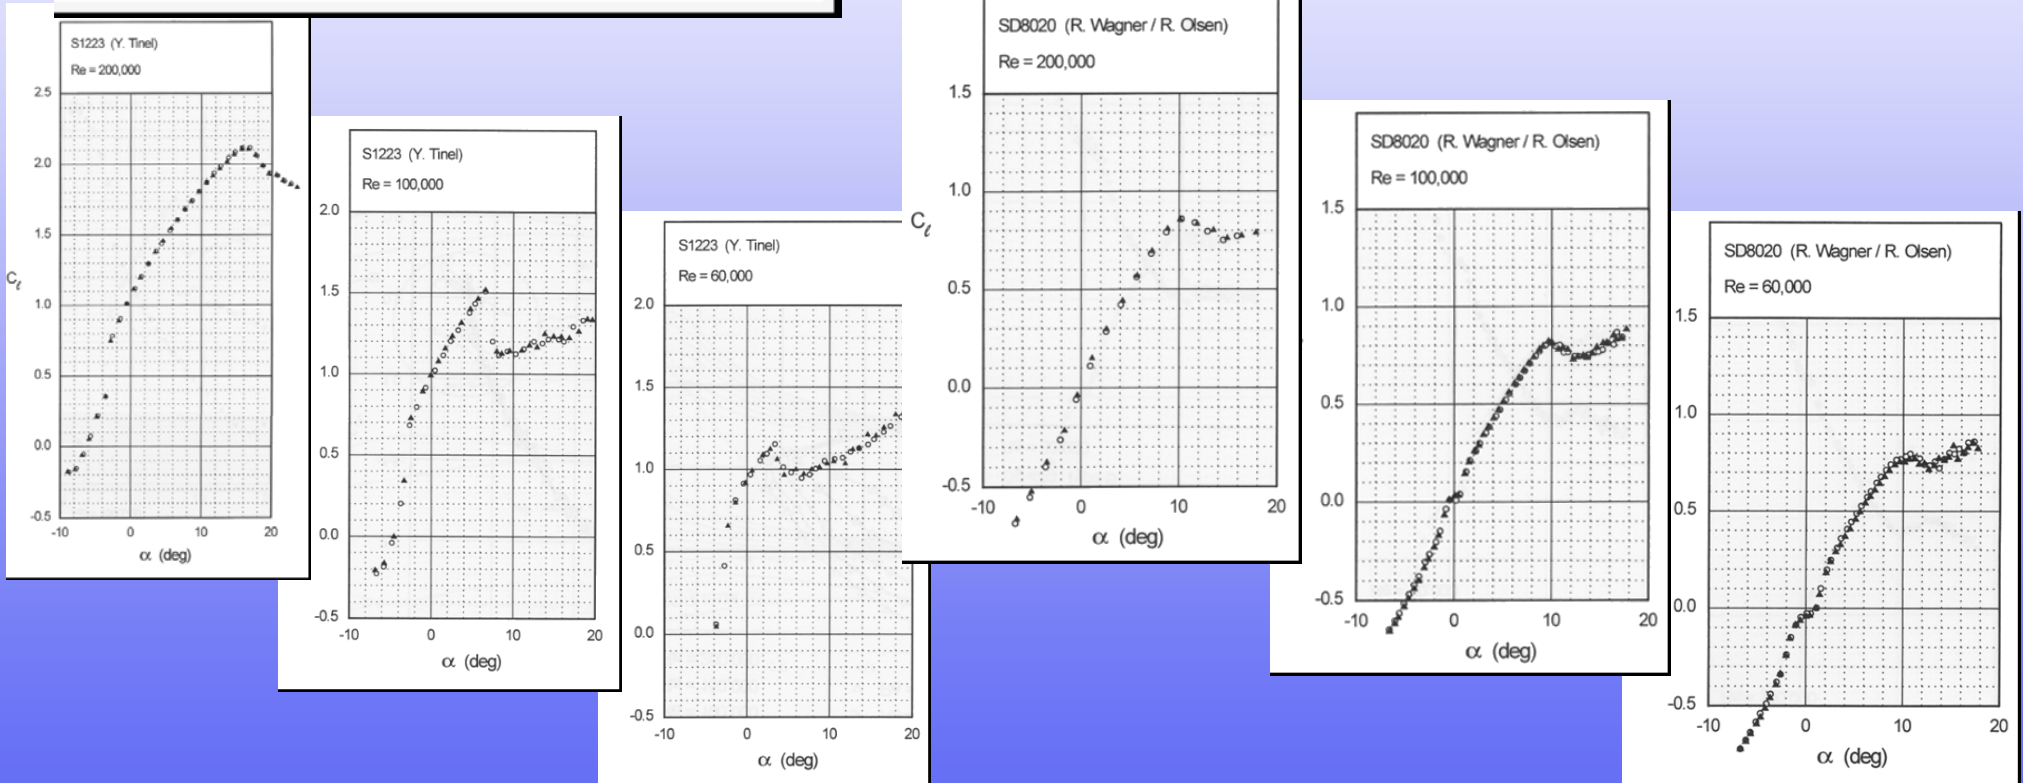 S1223 (Y. Tinel)
Re = 200,000
2.5
2.0
1.5
1.0
0.5
0.0
-0.5
Cℓ
-10 0 10 20
α (deg)
S1223 (Y. Tinel)
Re = 100,000
2.0
1.5
1.0
0.5
0.0
-0.5
-10 0 10 20
α (deg)
S1223 (Y. Tinel)
Re = 60,000
2.0
1.5
1.0
0.5
0.0
-0.5
-10 0 10 20
α (deg)
SD8020 (R. Wagner / R. Olsen)
Re = 200,000
1.5
1.0
Cℓ
0.5
0.0
-0.5
-10 0 10 20
α (deg)
SD8020 (R. Wagner / R. Olsen)
Re = 100,000
1.5
1.0
0.5
0.0
-0.5
-10 0 10 20
α (deg)
SD8020 (R. Wagner / R. Olsen)
Re = 60,000
1.5
1.0
0.5
0.0
-0.5
-10 0 10 20
α (deg)